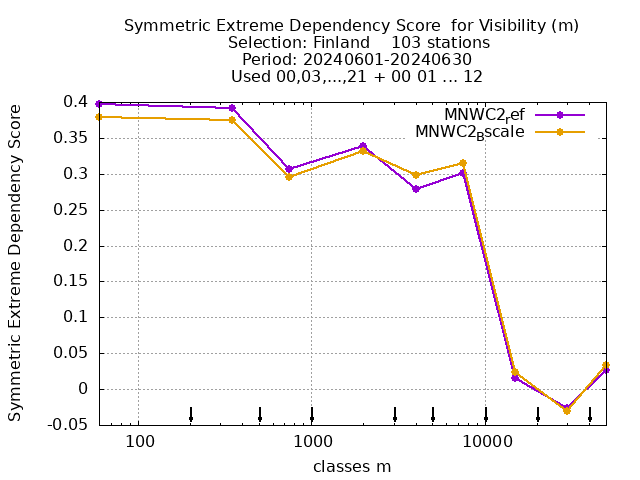 Symmetric Extreme Dependency Score  for Visibility (m)
Selection: Finland    103 stations
Period: 20240601-20240630
Used 00,03,...,21 + 00 01 ... 12
Symmetric Extreme Dependency Score
0.4
0.35
0.3
0.25
0.2
0.15
0.1
0.05
0
-0.05
MNWC2ref
MNWC2Bscale
100
1000
10000
classes m